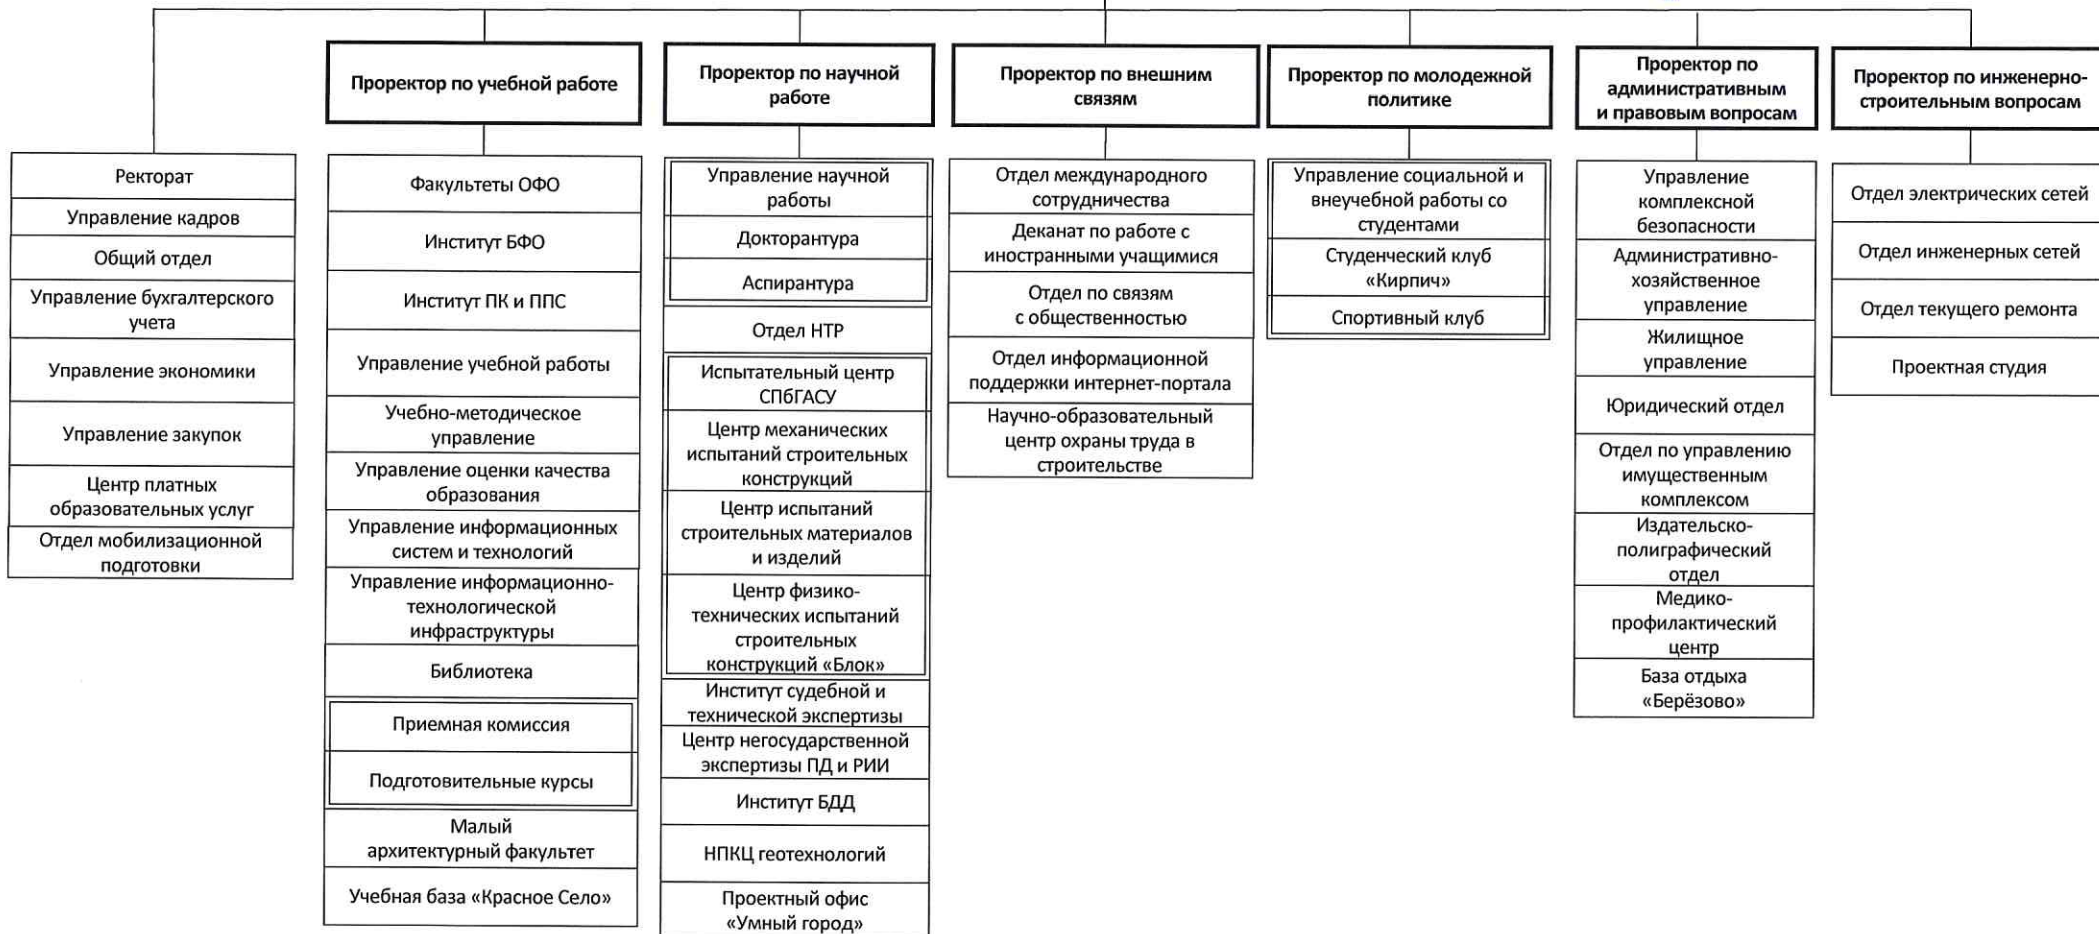 Проректор по учебной работе
Проректор по научной
работе
Проректор по внешним
связям
Проректор по молодежной
политике
Проректор по
административным
и правовым вопросам
Проректор по инженерно-
строительным вопросам
Ректорат
Управление кадров
Общий отдел
Управление бухгалтерского
учета
Управление экономики
Управление закупок
Центр платных
образовательных услуг
Отдел мобилизационной
подготовки
Факультеты ОФО
Институт БФО
Институт ПК и ППС
Управление учебной работы
Учебно-методическое
управление
Управление оценки качества
образования
Управление информационных
систем и технологий
Управление информационно-
технологической
инфраструктуры
Библиотека
Приемная комиссия
Подготовительные курсы
Малый
архитектурный факультет
Учебная база «Красное Село»
Управление научной
работы
Докторантура
Аспирантура
Отдел НТР
Испытательный центр
СПбГАСУ
Центр механических
испытаний строительных
конструкций
Центр испытаний
строительных материалов
и изделий
Центр физико-
технических испытаний
строительных
конструкций «Блок»
Институт судебной и
технической экспертизы
Центр негосударственной
экспертизы ПД и РИИ
Институт БДД
НПКЦ геотехнологий
Проектный офис
«Умный город»
Отдел международного
сотрудничества
Деканат по работе с
иностранными учащимися
Отдел по связям
с общественностью
Отдел информационной
поддержки интернет-портала
Научно-образовательный
центр охраны труда в
строительстве
Управление социальной и
внеучебной работы со
студентами
Студенческий клуб
«Кирпич»
Спортивный клуб
Управление
комплексной
безопасности
Административно-
хозяйственное
управление
Жилищное
управление
Юридический отдел
Отдел по управлению
имущественным
комплексом
Издательско-
полиграфический
отдел
Медико-
профилактический
центр
База отдыха
«Берёзово»
Отдел электрических сетей
Отдел инженерных сетей
Отдел текущего ремонта
Проектная студия